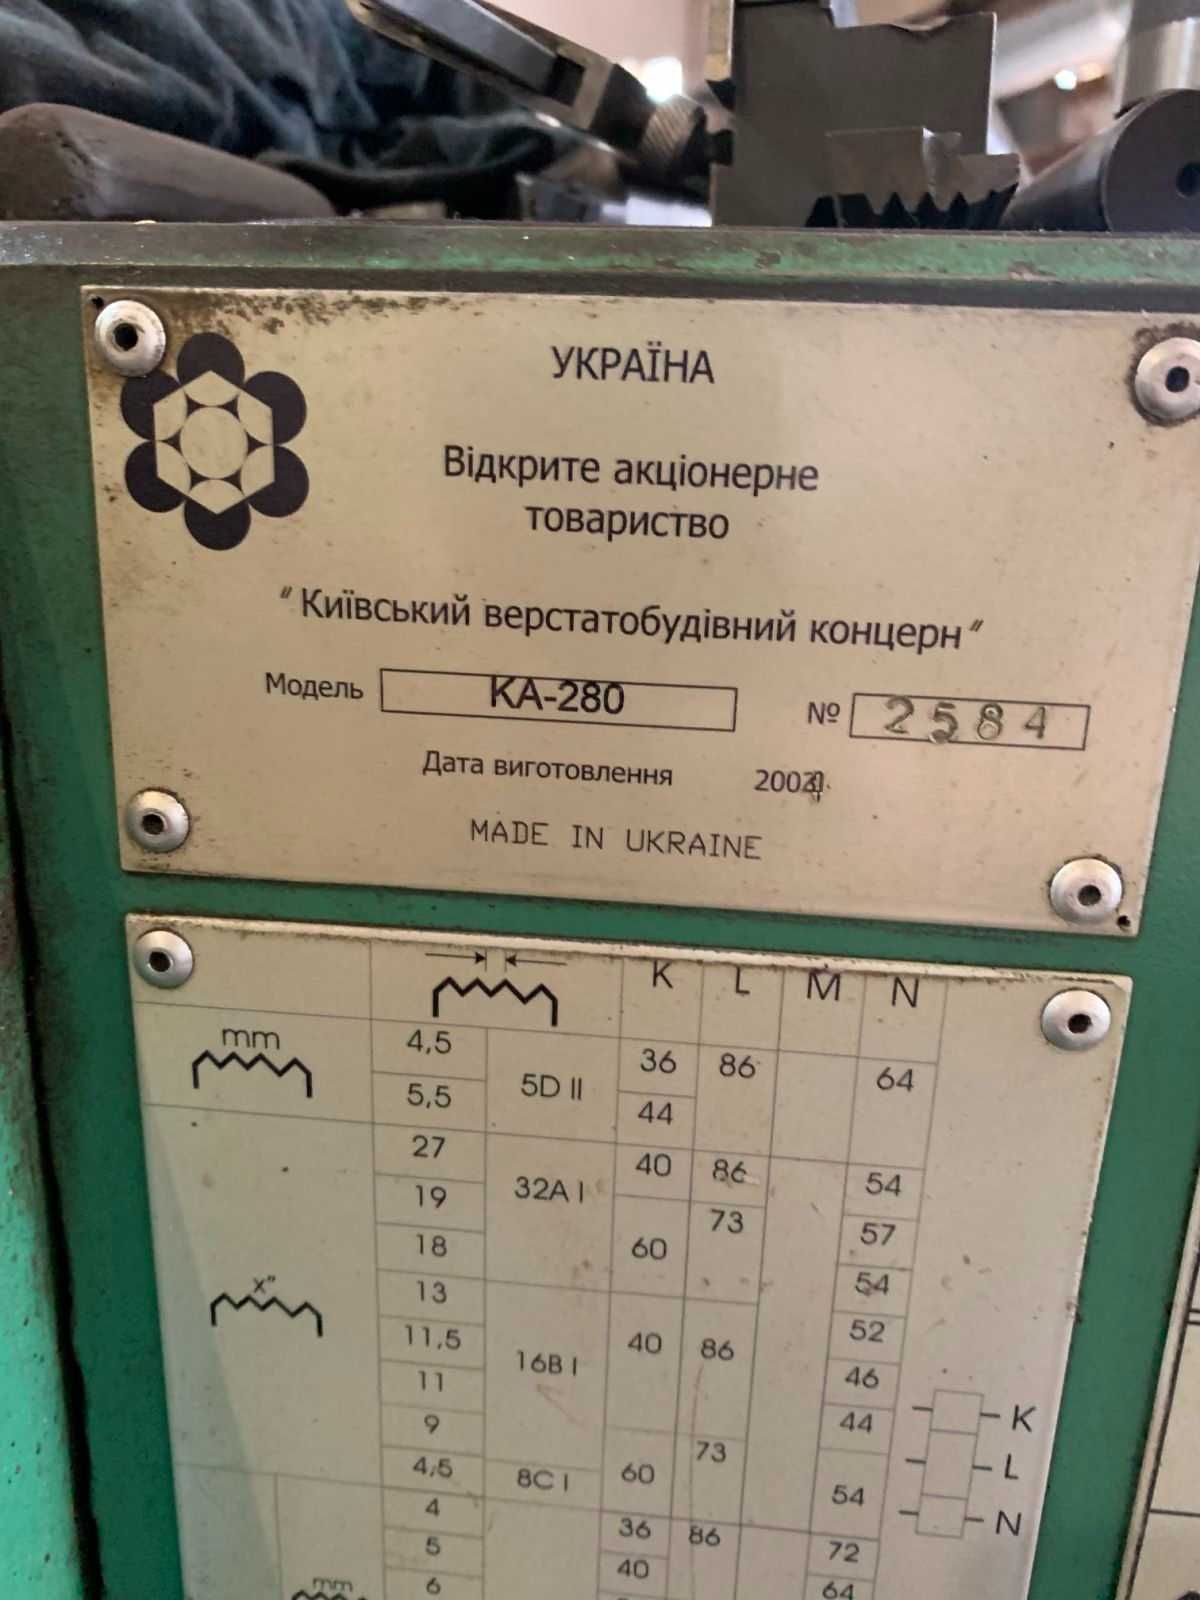 УКРАЇНА
Відкрите акціонерне
товариство
"Київський верстатобудівний концерн"
Модель KA-280 № 2584
Дата виготовлення
MADE IN UKRAINE
K L M N
mm 4,5 5D II 36 86 64
5,5 44
27 32A I 40 86 54
19 60 73 57
18 54
x" 13 16B I 40 86 52
11,5 46
11 44
9 60 73 54
4,5 8C I
4 36 86 72
5 40 64
mm 6
K
L
N